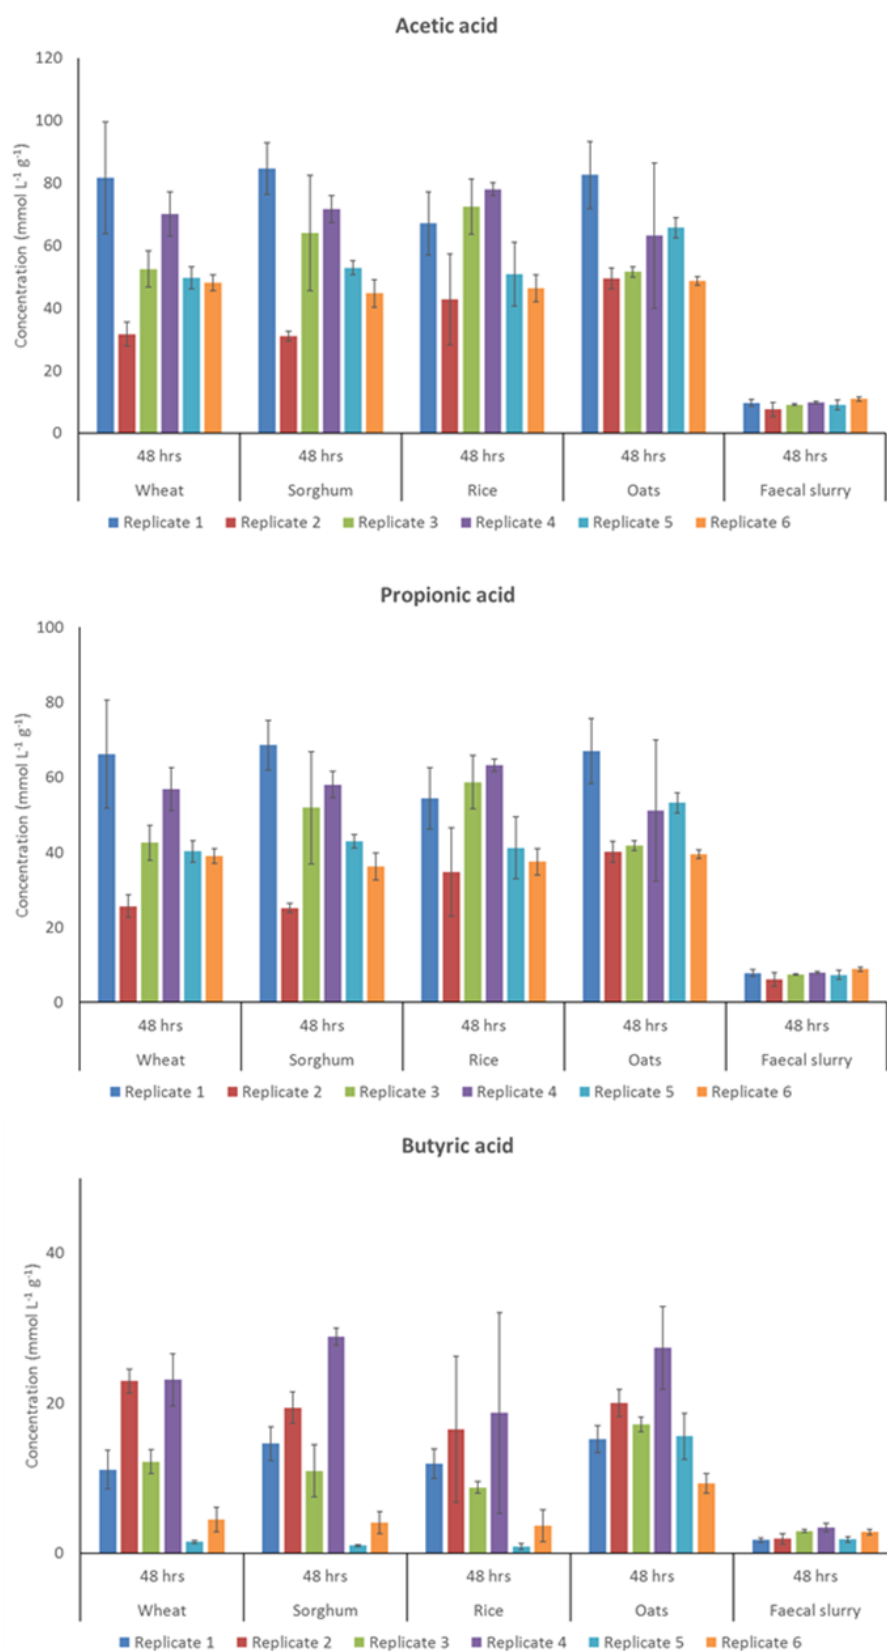 Acetic acid
120
100
80
60
40
20
0
Concentration (mmol L⁻¹ g⁻¹)
48 hrs 48 hrs 48 hrs 48 hrs 48 hrs
Wheat Sorghum Rice Oats Faecal slurry
Replicate 1 Replicate 2 Replicate 3 Replicate 4 Replicate 5 Replicate 6
Propionic acid
100
80
60
40
20
0
Concentration (mmol L⁻¹ g⁻¹)
48 hrs 48 hrs 48 hrs 48 hrs 48 hrs
Wheat Sorghum Rice Oats Faecal slurry
Replicate 1 Replicate 2 Replicate 3 Replicate 4 Replicate 5 Replicate 6
Butyric acid
40
20
0
Concentration (mmol L⁻¹ g⁻¹)
48 hrs 48 hrs 48 hrs 48 hrs 48 hrs
Wheat Sorghum Rice Oats Faecal slurry
Replicate 1 Replicate 2 Replicate 3 Replicate 4 Replicate 5 Replicate 6